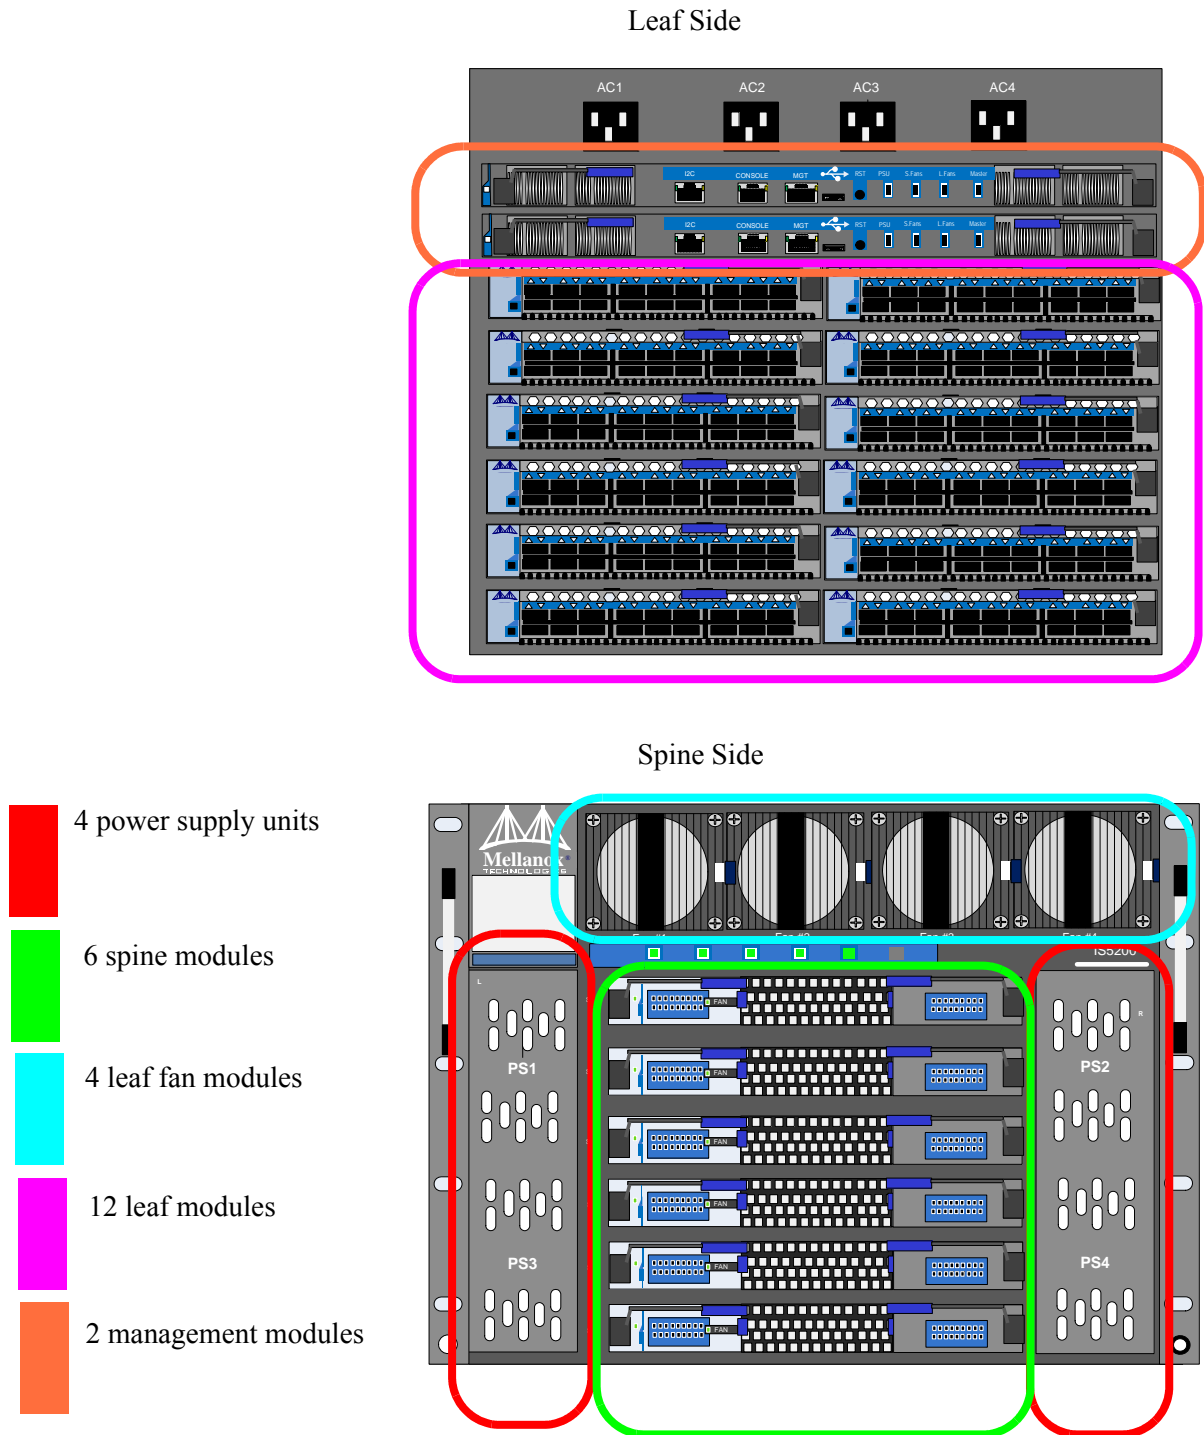 Leaf Side
AC1 AC2 AC3 AC4
I2C CONSOLE MGT RST PSU S.Fans L.Fans Master
I2C CONSOLE MGT RST PSU S.Fans L.Fans Master
Spine Side
4 power supply units
6 spine modules
4 leaf fan modules
12 leaf modules
2 management modules
Mellanox
TECHNOLOGIES
IS5200
L
R
PS1
PS2
PS3
PS4
FAN
FAN
FAN
FAN
FAN
FAN